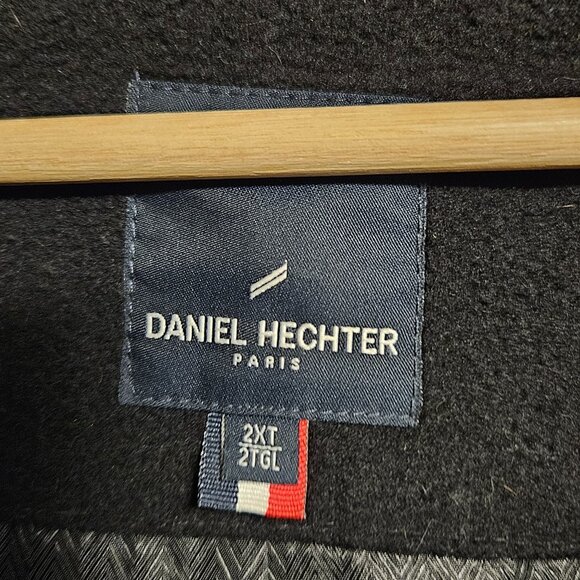 DANIEL HECHTER
PARIS
2XT
2TGL